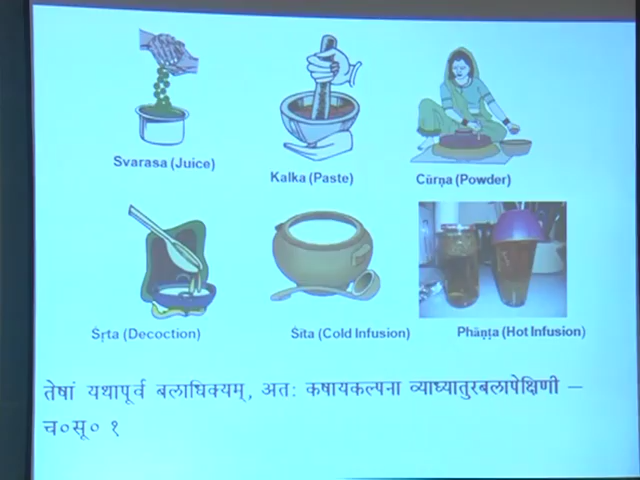 Svarasa (Juice)
Kalka (Paste)
Cūrṇa (Powder)
Śṛta (Decoction)
Śita (Cold Infusion)
Phāṇṭa (Hot Infusion)
तेषां यथापूर्व बलाधिक्यम्, अतः कषायकल्पना व्याघ्यातुरबलापेक्षिणी –
च०सू० १